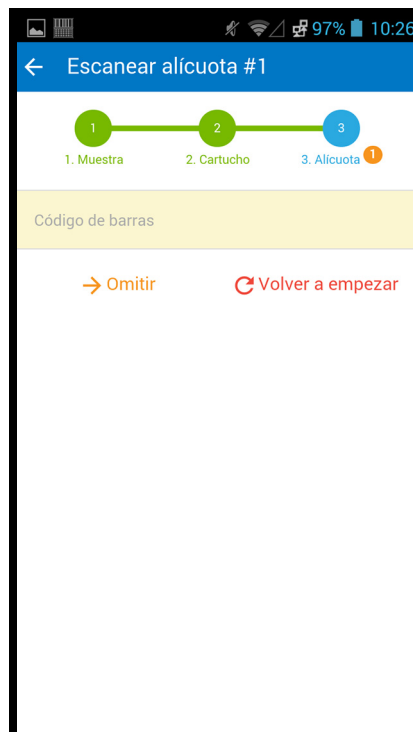 97% 10:26
Escanear alícuota #1
1 2 3
1. Muestra 2. Cartucho 3. Alícuota 1
Código de barras
Omitir Volver a empezar